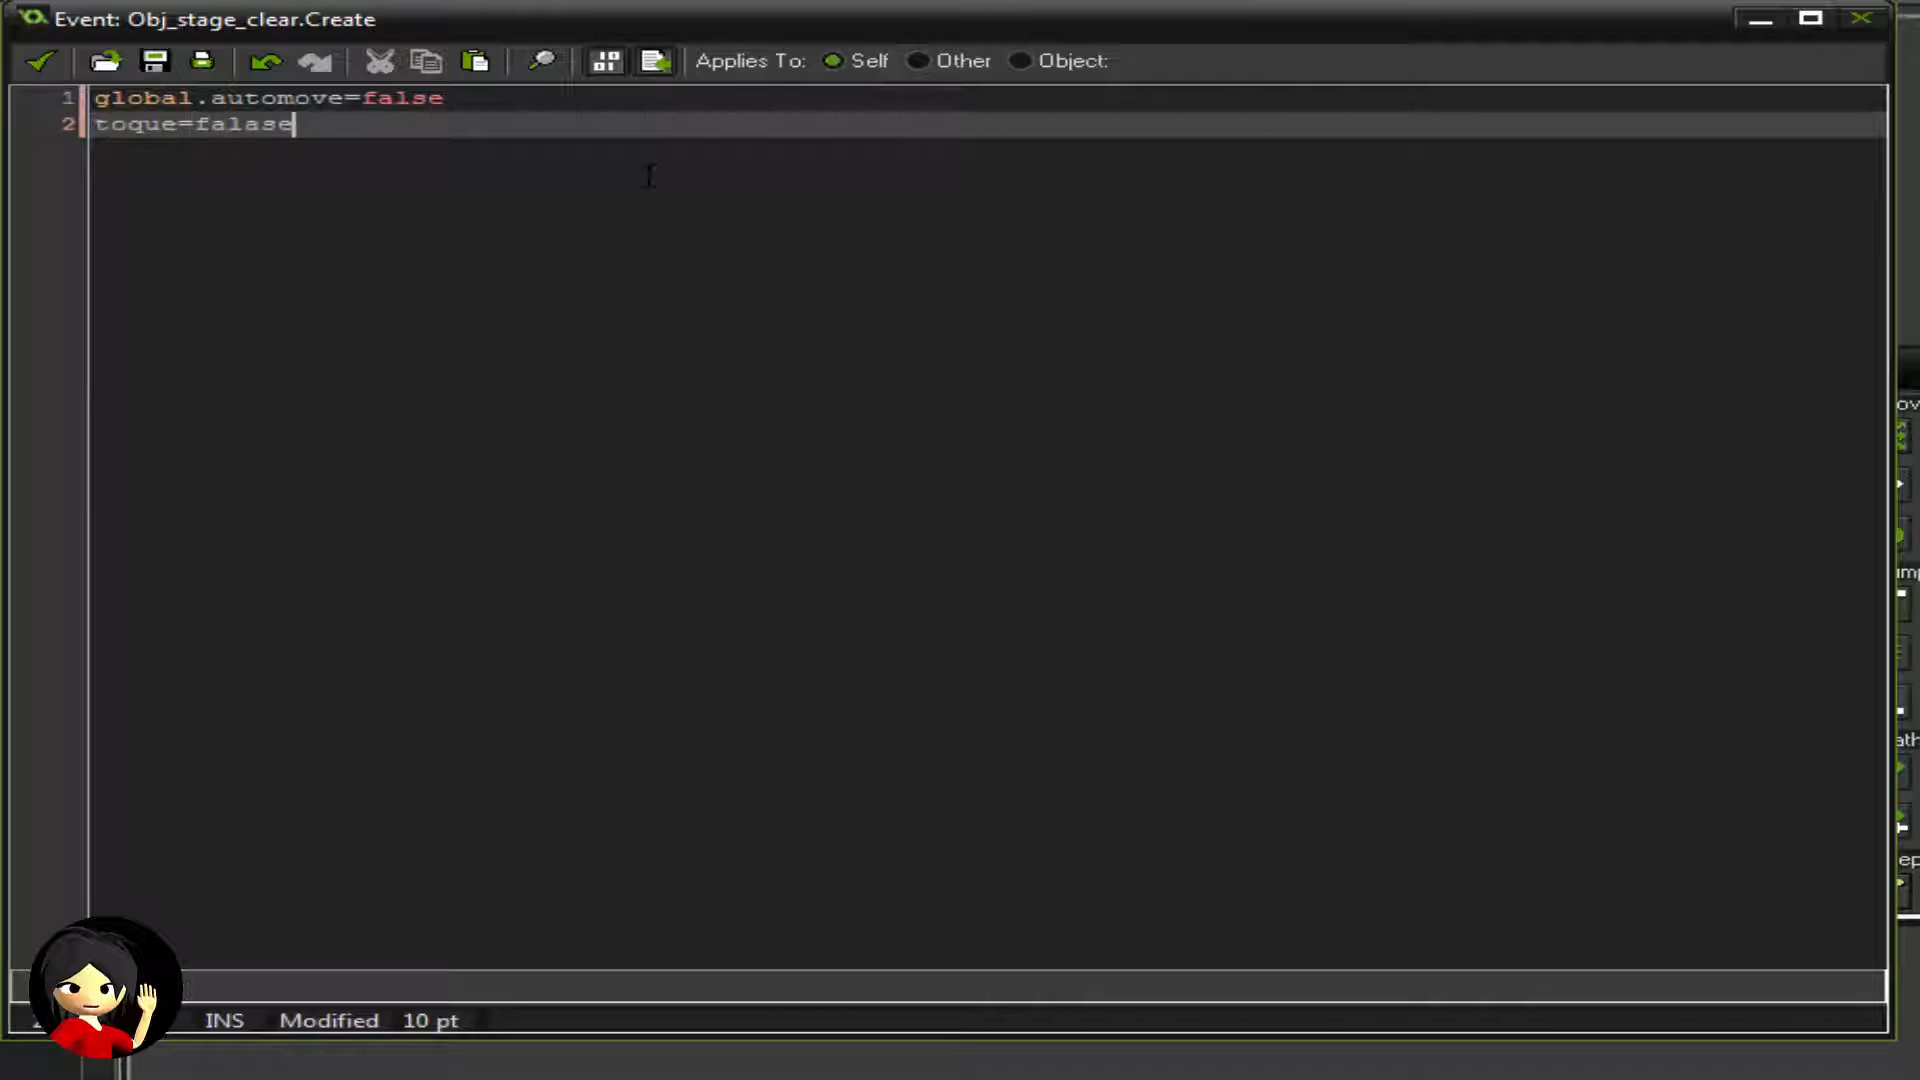 Event: Obj_stage_clear.Create
Applies To: Self Other Object:
1 global.automove=false
2 toque=falase
INS Modified 10 pt